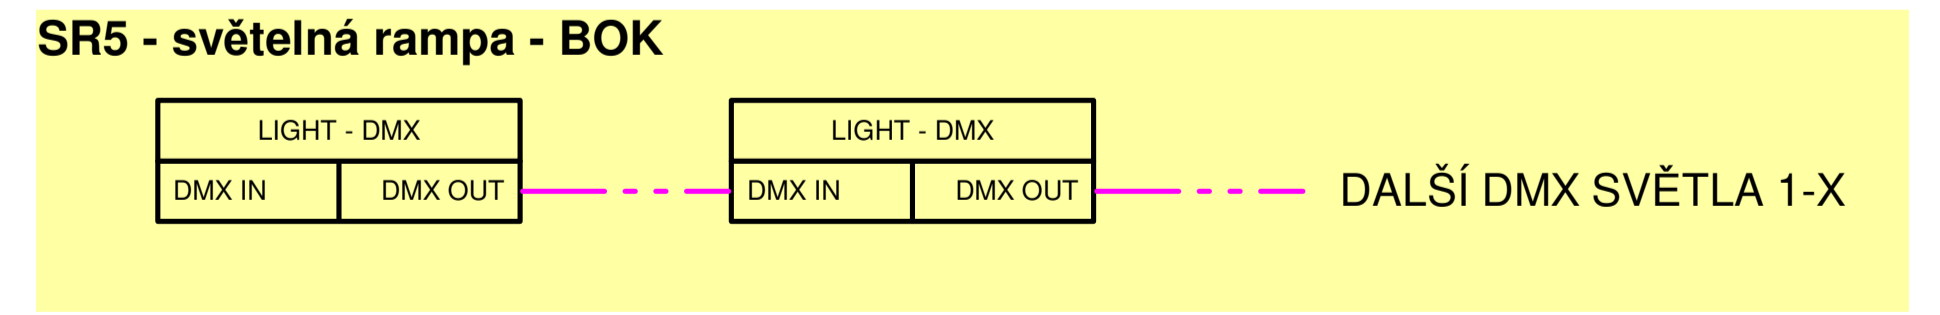 SR5 - světelná rampa - BOK
LIGHT - DMX
DMX IN
DMX OUT
LIGHT - DMX
DMX IN
DMX OUT
DALŠÍ DMX SVĚTLA 1-X